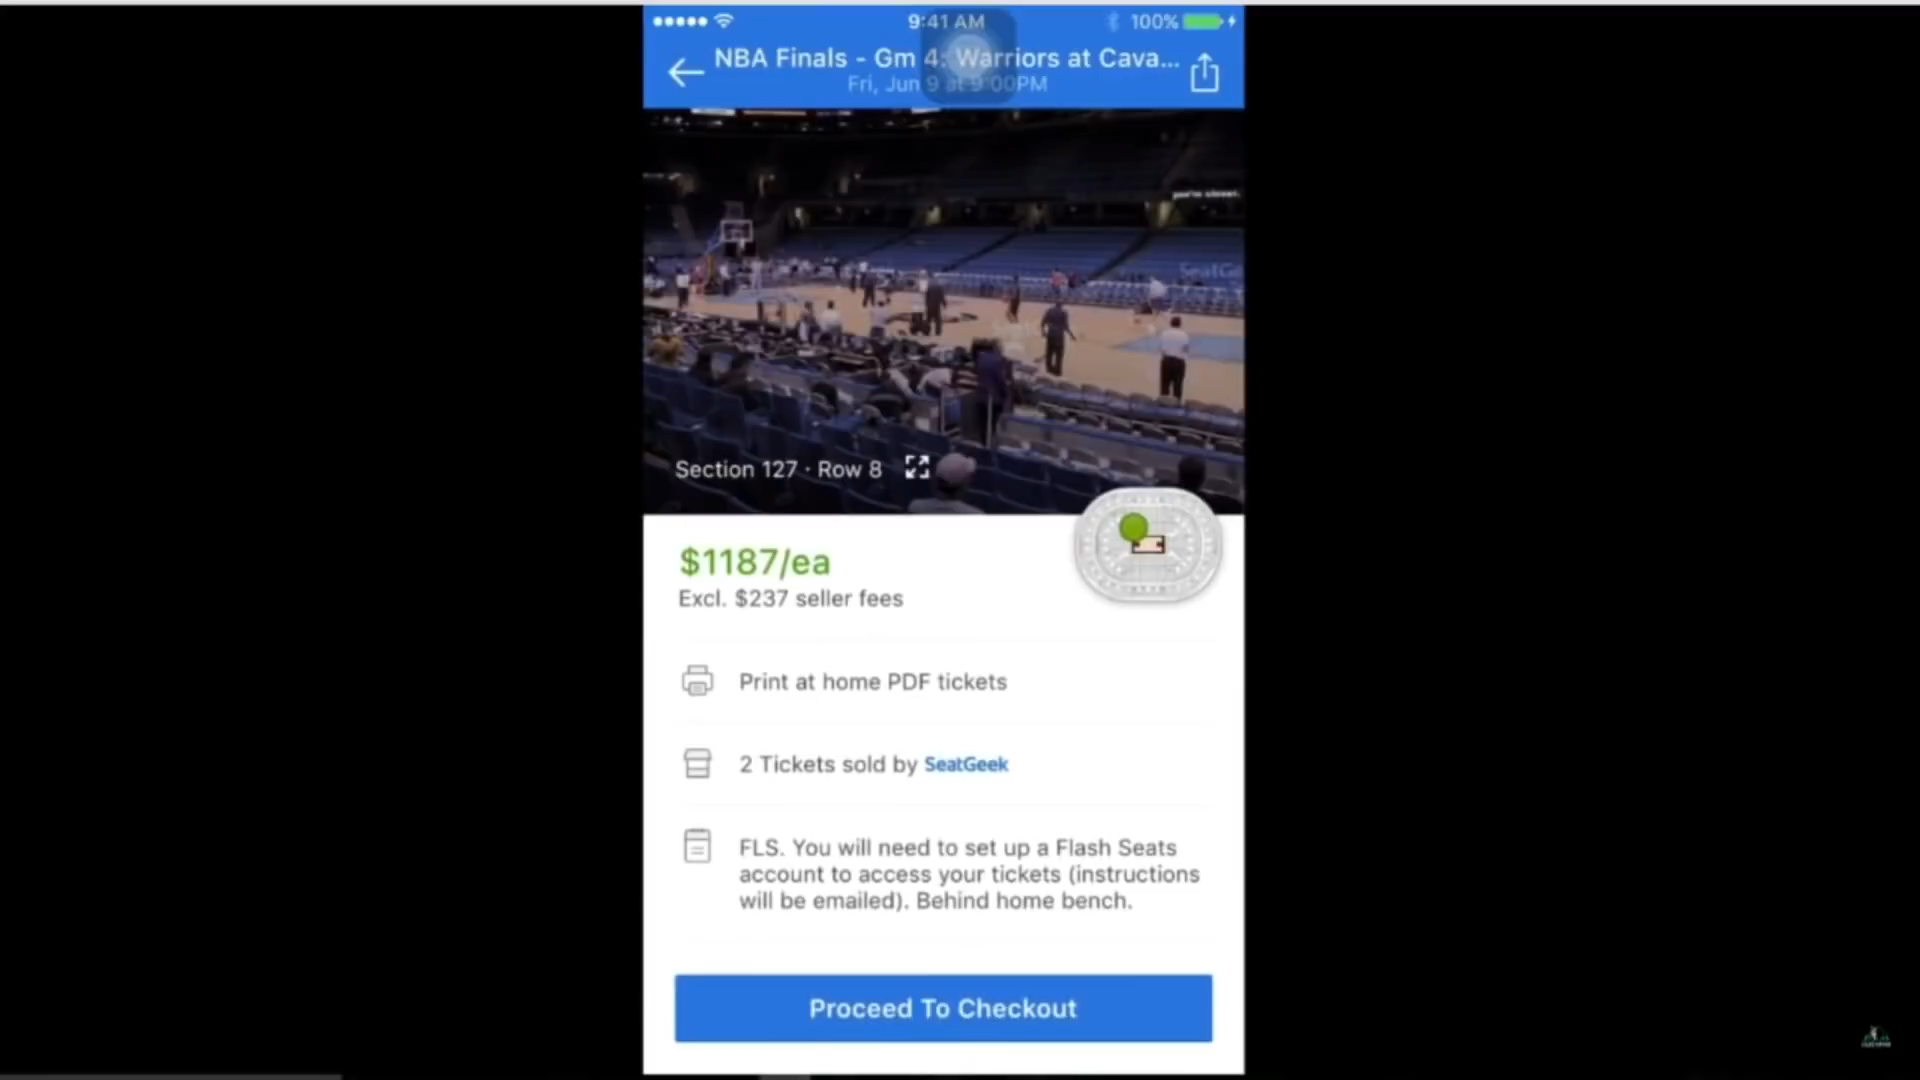 9:41 AM
100%
NBA Finals - Gm 4: Warriors at Cava...
Fri, Jun 9 at 9:00PM
SeatG
Section 127 · Row 8
$1187/ea
Excl. $237 seller fees
Print at home PDF tickets
2 Tickets sold by SeatGeek
FLS. You will need to set up a Flash Seats
account to access your tickets (instructions
will be emailed). Behind home bench.
Proceed To Checkout